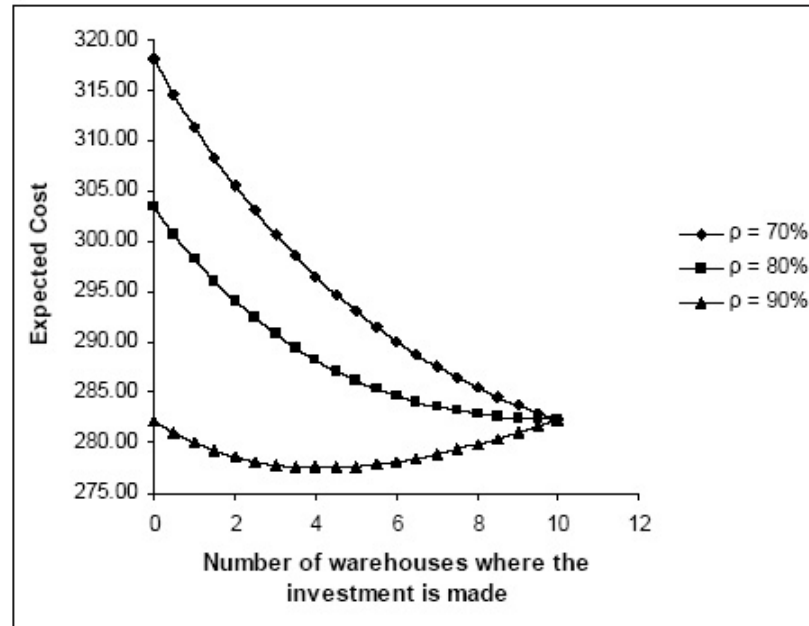 320.00
315.00
310.00
305.00
300.00
295.00
290.00
285.00
280.00
275.00
Expected Cost
0 2 4 6 8 10 12
Number of warehouses where the
investment is made
ρ = 70%
ρ = 80%
ρ = 90%